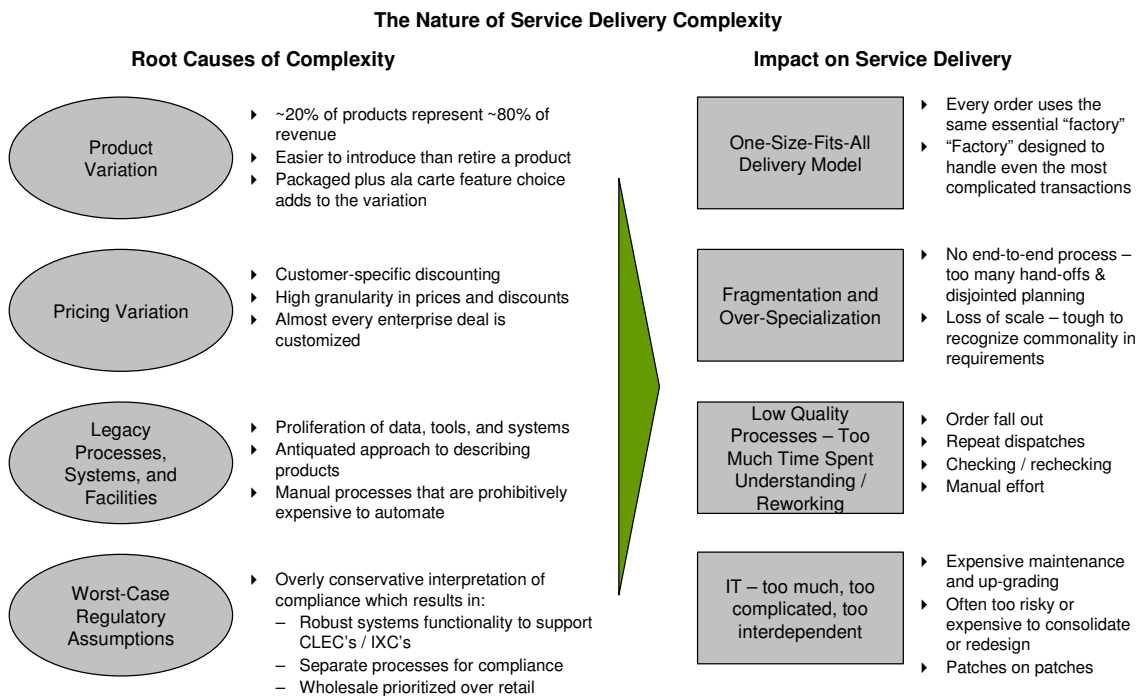 The Nature of Service Delivery Complexity
Root Causes of Complexity
Product
Variation
~20% of products represent ~80% of
revenue
Easier to introduce than retire a product
Packaged plus ala carte feature choice
adds to the variation
Pricing Variation
Customer-specific discounting
High granularity in prices and discounts
Almost every enterprise deal is
customized
Legacy
Processes,
Systems, and
Facilities
Proliferation of data, tools, and systems
Antiquated approach to describing
products
Manual processes that are prohibitively
expensive to automate
Worst-Case
Regulatory
Assumptions
Overly conservative interpretation of
compliance which results in:
– Robust systems functionality to support
CLEC's / IXC's
– Separate processes for compliance
– Wholesale prioritized over retail
Impact on Service Delivery
One-Size-Fits-All
Delivery Model
Every order uses the
same essential “factory”
“Factory” designed to
handle even the most
complicated transactions
Fragmentation and
Over-Specialization
No end-to-end process –
too many hand-offs &
disjointed planning
Loss of scale – tough to
recognize commonality in
requirements
Low Quality
Processes – Too
Much Time Spent
Understanding /
Reworking
Order fall out
Repeat dispatches
Checking / rechecking
Manual effort
IT – too much, too
complicated, too
interdependent
Expensive maintenance
and up-grading
Often too risky or
expensive to consolidate
or redesign
Patches on patches